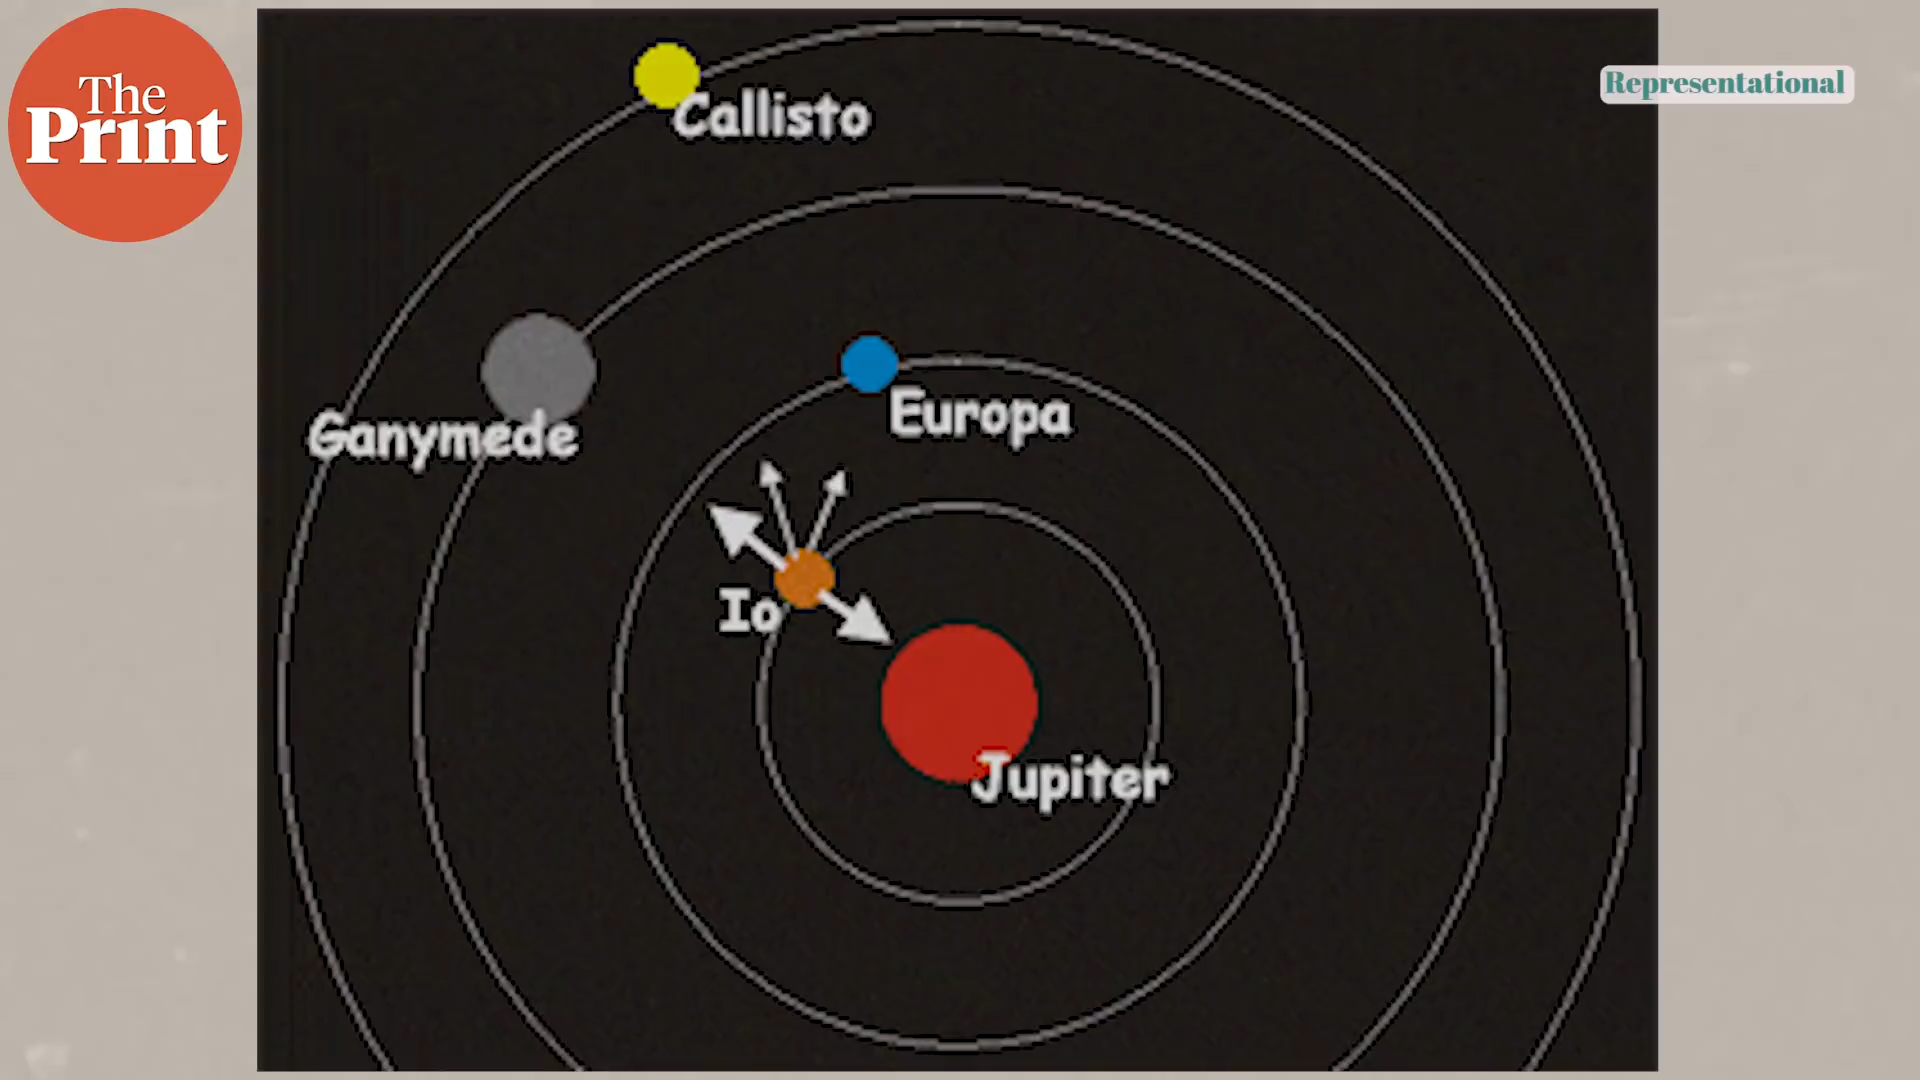 The
Print
Representational
Callisto
Ganymede
Europa
Io
Jupiter